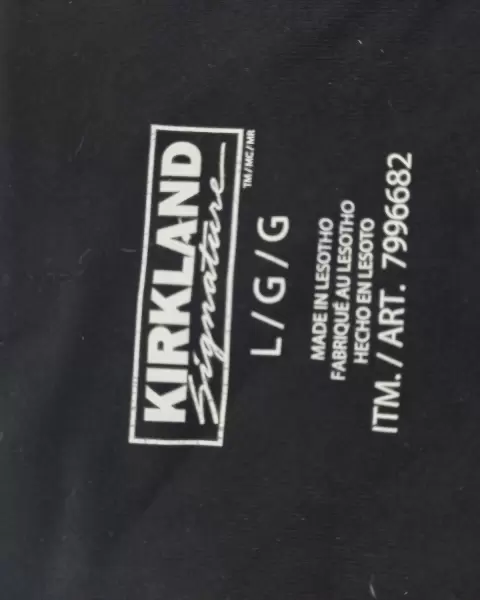 KIRKLAND
Signature
TM/MC/MR
L/G/G
MADE IN LESOTHO
FABRIQUÉ AU LESOTHO
HECHO EN LESOTO
ITM. / ART. 7996682